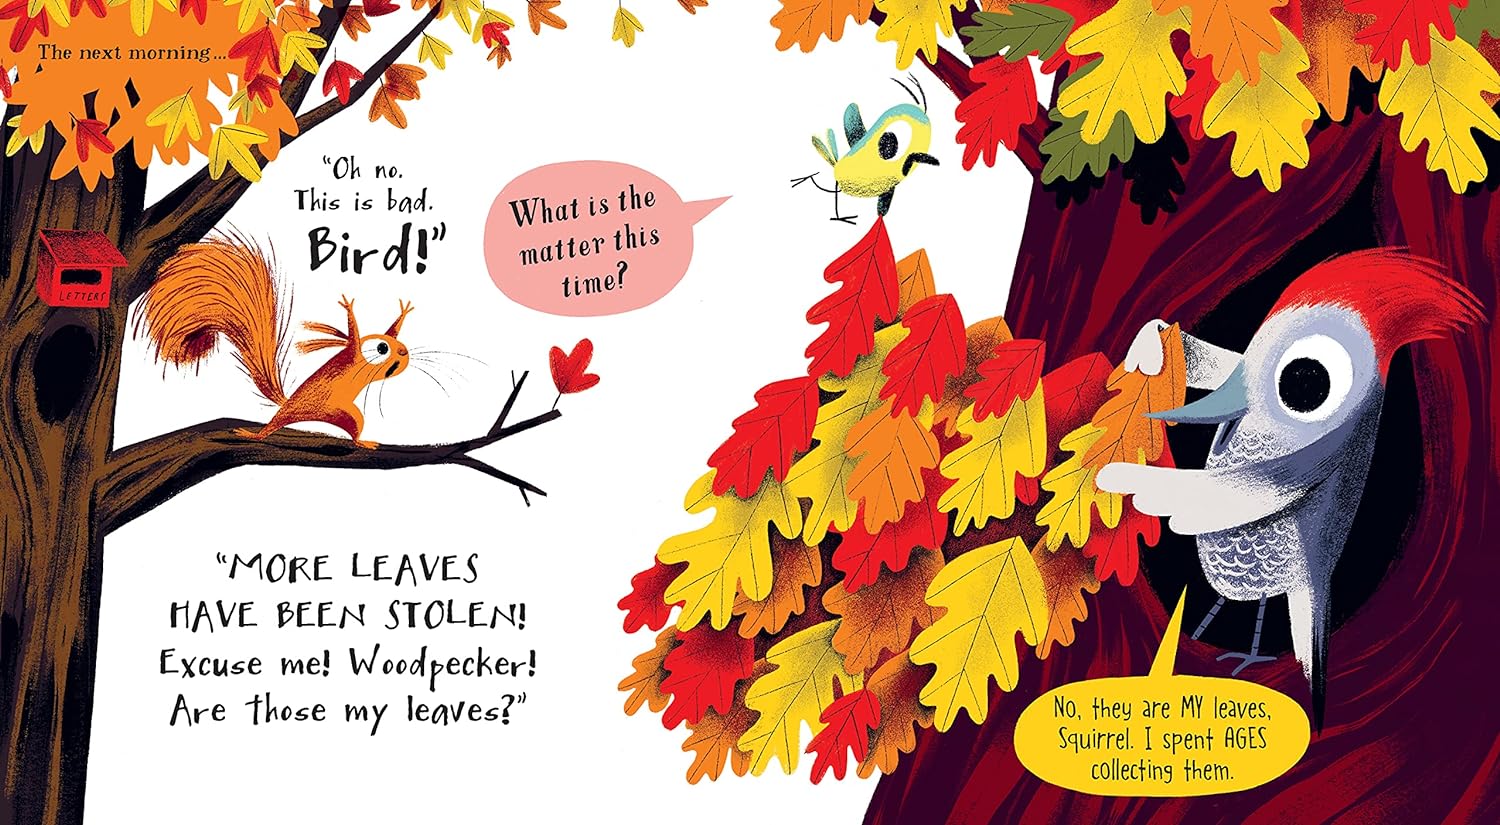 The next morning...
LETTERS
“Oh no.
This is bad.
Bird!”
What is the
matter this
time?
“MORE LEAVES
HAVE BEEN STOLEN!
Excuse me! Woodpecker!
Are those my leaves?”
No, they are MY leaves,
Squirrel. I spent AGES
collecting them.